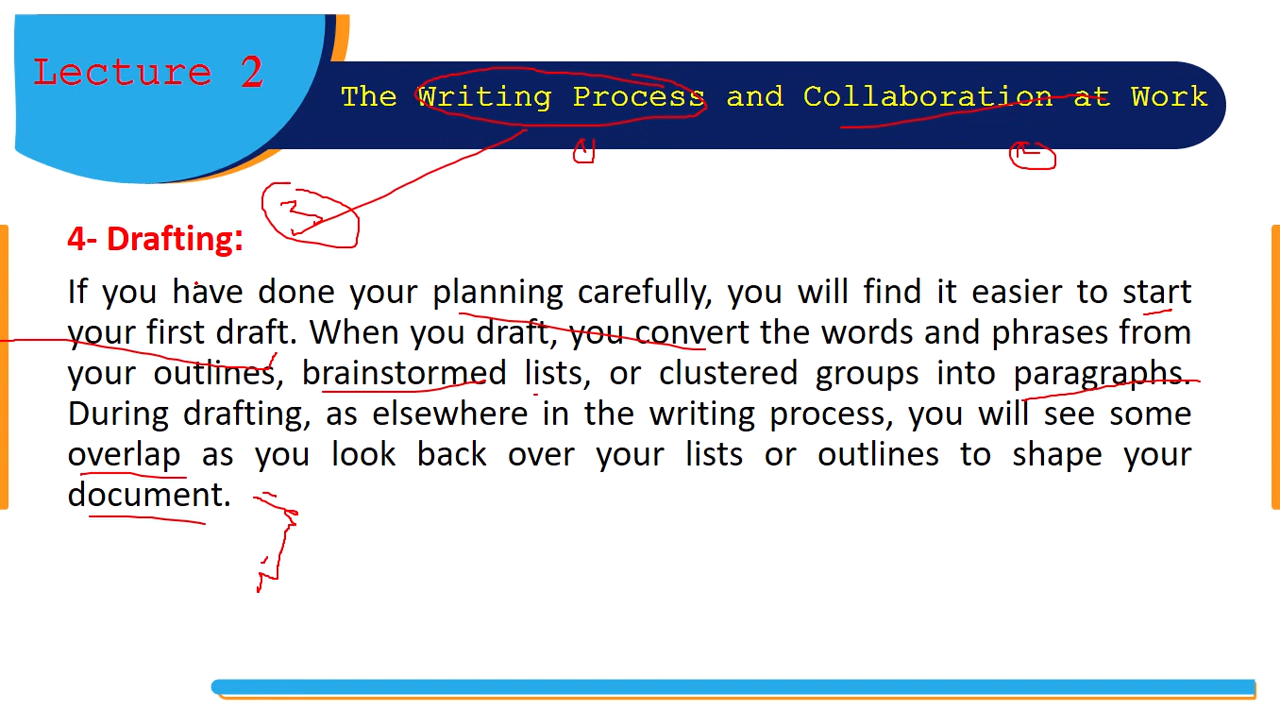 Lecture 2
The Writing Process and Collaboration at Work
4- Drafting:
If you have done your planning carefully, you will find it easier to start
your first draft. When you draft, you convert the words and phrases from
your outlines, brainstormed lists, or clustered groups into paragraphs.
During drafting, as elsewhere in the writing process, you will see some
overlap as you look back over your lists or outlines to shape your
document.